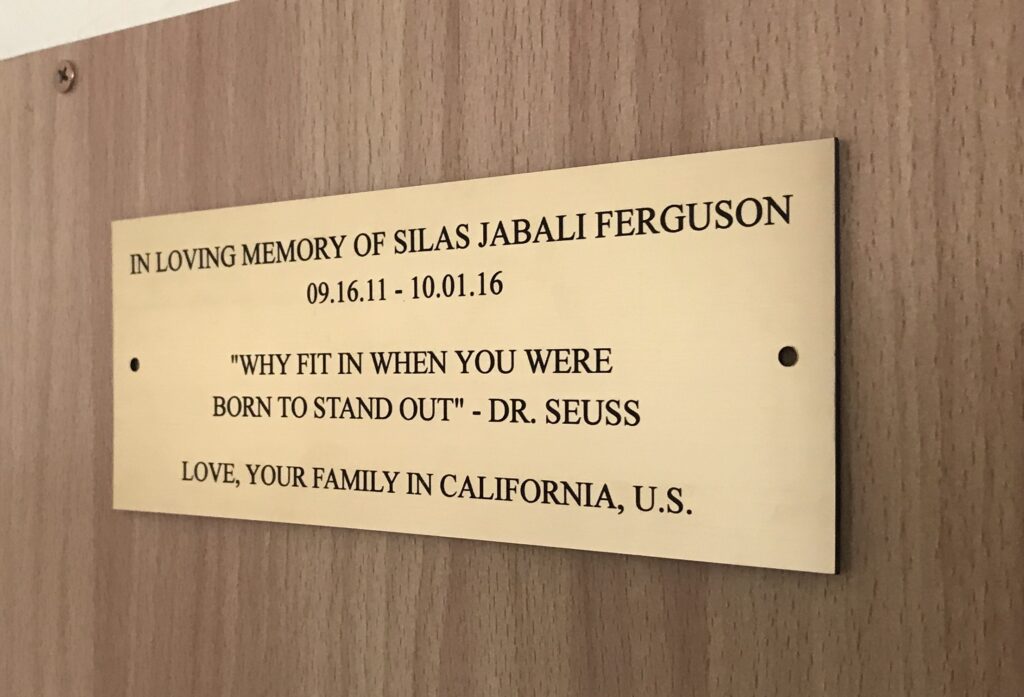 IN LOVING MEMORY OF SILAS JABALI FERGUSON
09.16.11 - 10.01.16
"WHY FIT IN WHEN YOU WERE
BORN TO STAND OUT" - DR. SEUSS
LOVE, YOUR FAMILY IN CALIFORNIA, U.S.